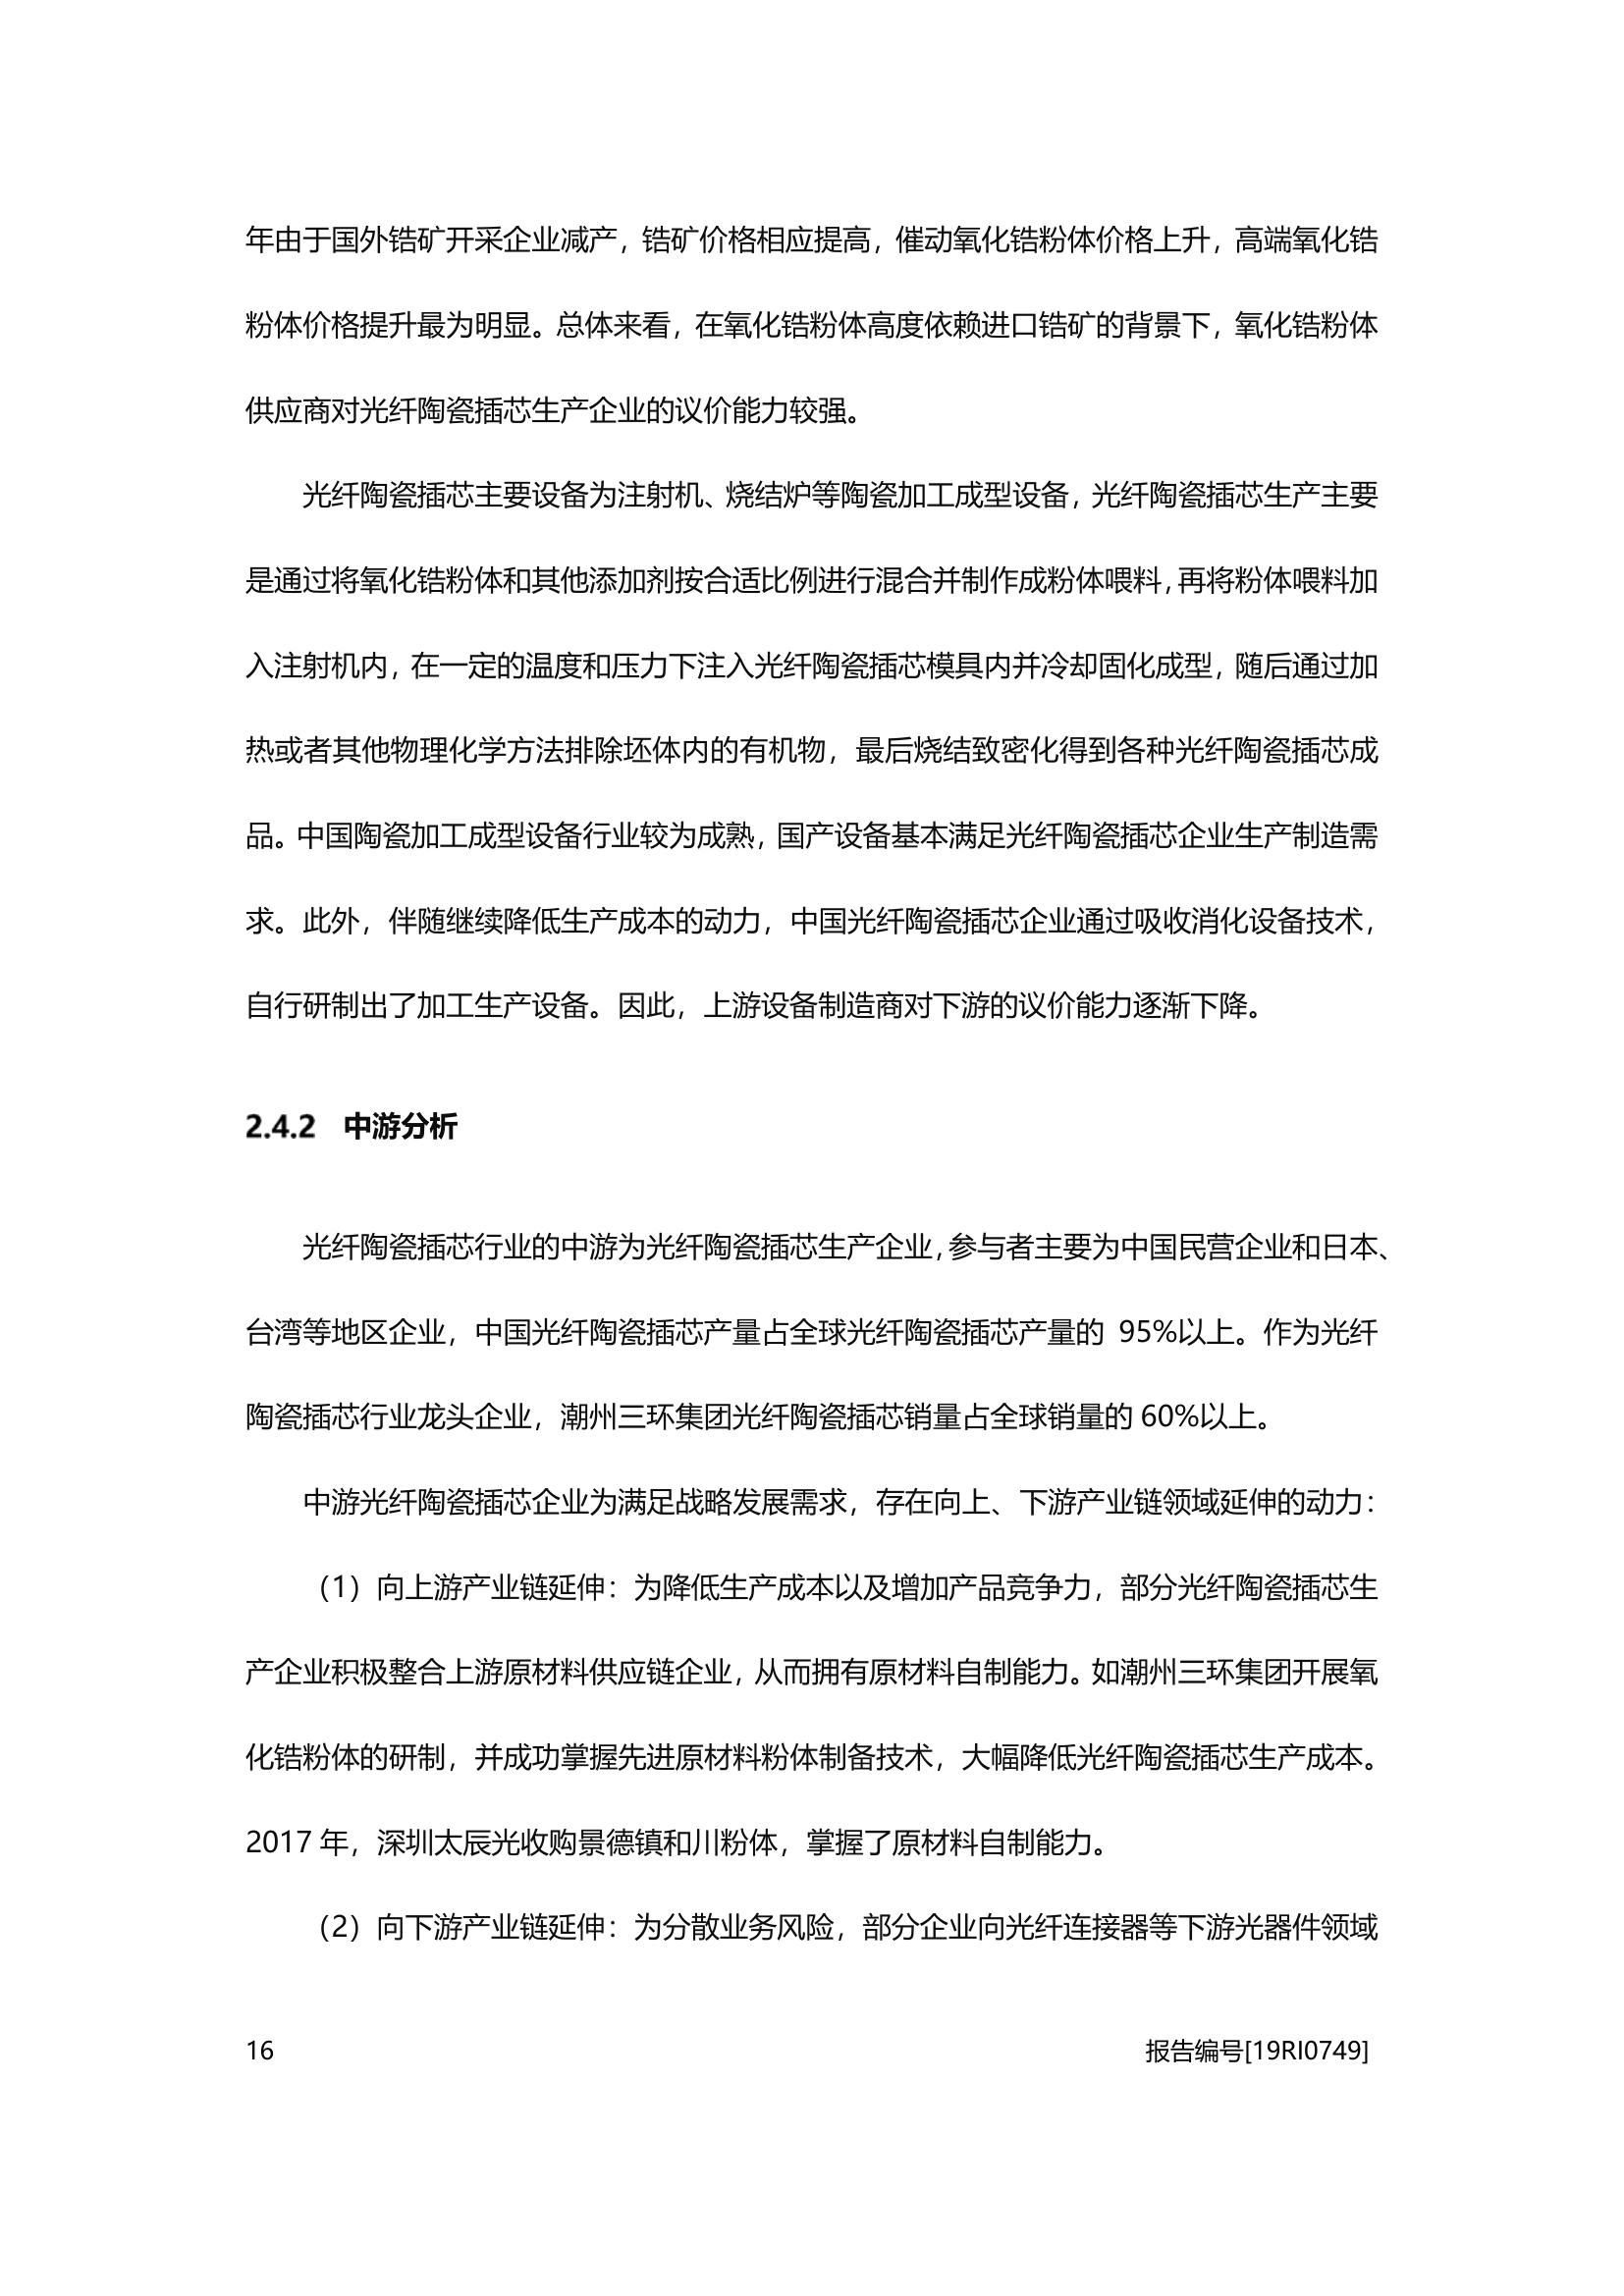 年由于国外锆矿开采企业减产，锆矿价格相应提高，催动氧化锆粉体价格上升，高端氧化锆
粉体价格提升最为明显。总体来看，在氧化锆粉体高度依赖进口锆矿的背景下，氧化锆粉体
供应商对光纤陶瓷插芯生产企业的议价能力较强。
光纤陶瓷插芯主要设备为注射机、烧结炉等陶瓷加工成型设备，光纤陶瓷插芯生产主要
是通过将氧化锆粉体和其他添加剂按合适比例进行混合并制作成粉体喂料，再将粉体喂料加
入注射机内，在一定的温度和压力下注入光纤陶瓷插芯模具内并冷却固化成型，随后通过加
热或者其他物理化学方法排除坯体内的有机物，最后烧结致密化得到各种光纤陶瓷插芯成
品。中国陶瓷加工成型设备行业较为成熟，国产设备基本满足光纤陶瓷插芯企业生产制造需
求。此外，伴随继续降低生产成本的动力，中国光纤陶瓷插芯企业通过吸收消化设备技术，
自行研制出了加工生产设备。因此，上游设备制造商对下游的议价能力逐渐下降。
2.4.2 中游分析
光纤陶瓷插芯行业的中游为光纤陶瓷插芯生产企业，参与者主要为中国民营企业和日本、
台湾等地区企业，中国光纤陶瓷插芯产量占全球光纤陶瓷插芯产量的 95%以上。作为光纤
陶瓷插芯行业龙头企业，潮州三环集团光纤陶瓷插芯销量占全球销量的 60%以上。
中游光纤陶瓷插芯企业为满足战略发展需求，存在向上、下游产业链领域延伸的动力：
（1）向上游产业链延伸：为降低生产成本以及增加产品竞争力，部分光纤陶瓷插芯生
产企业积极整合上游原材料供应链企业，从而拥有原材料自制能力。如潮州三环集团开展氧
化锆粉体的研制，并成功掌握先进原材料粉体制备技术，大幅降低光纤陶瓷插芯生产成本。
2017 年，深圳太辰光收购景德镇和川粉体，掌握了原材料自制能力。
（2）向下游产业链延伸：为分散业务风险，部分企业向光纤连接器等下游光器件领域
16
报告编号[19RI0749]